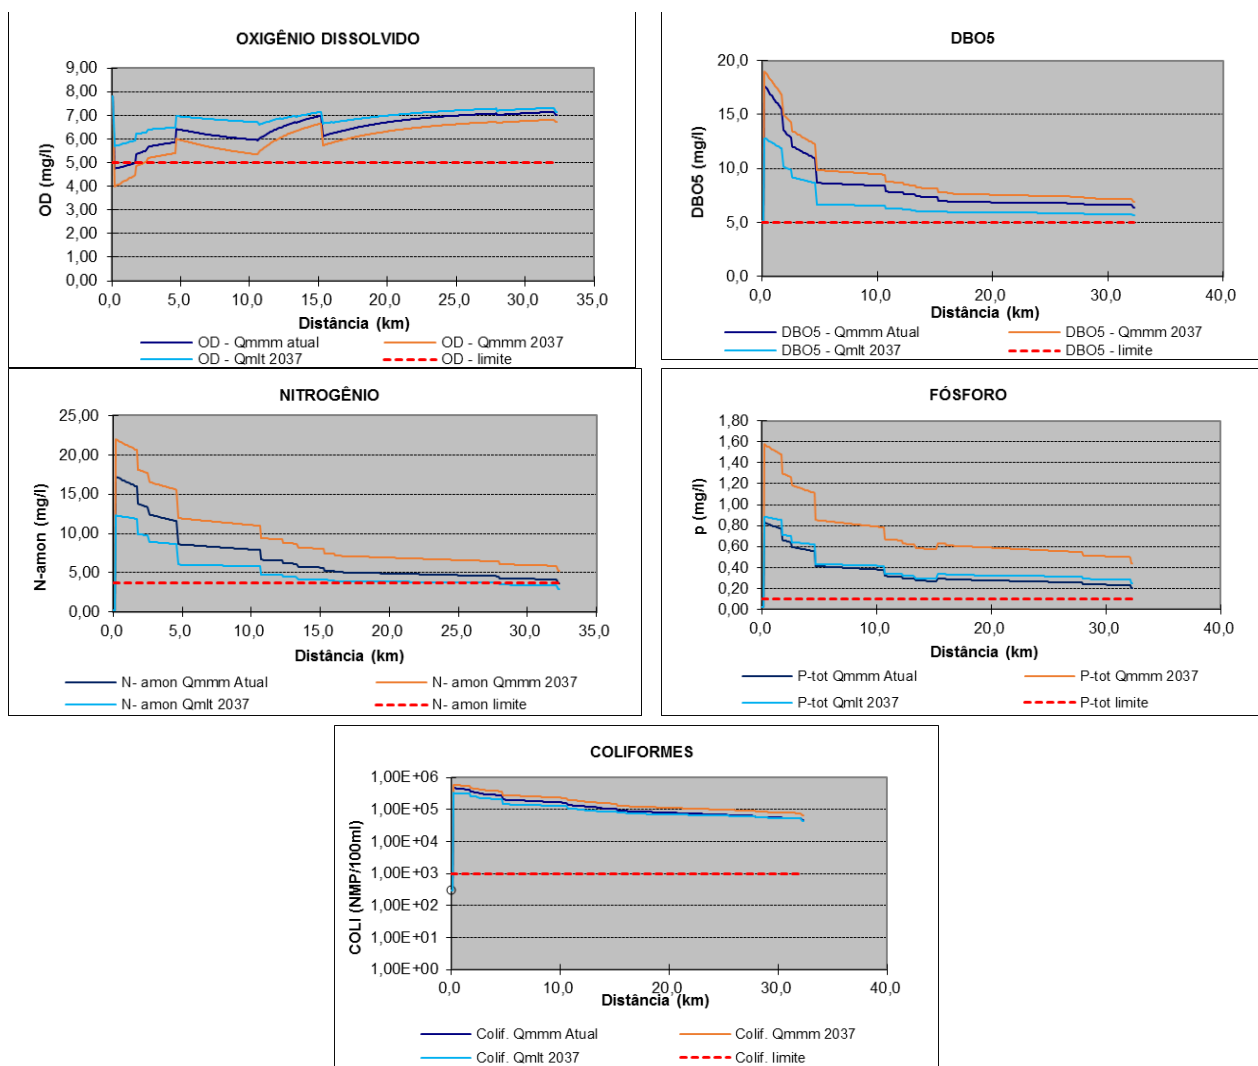 OXIGÊNIO DISSOLVIDO
9,00
8,00
7,00
6,00
5,00
4,00
3,00
2,00
1,00
0,00
OD (mg/l)
0,0 5,0 10,0 15,0 20,0 25,0 30,0 35,0
Distância (km)
OD - Qmmm atual OD - Qmmm 2037
OD - Qmlt 2037 OD - limite
DBO5
20,0
15,0
10,0
5,0
0,0
DBO5 (mg/l)
0,0 10,0 20,0 30,0 40,0
Distância (km)
DBO5 - Qmmm Atual DBO5 - Qmmm 2037
DBO5 - Qmlt 2037 DBO5 - limite
NITROGÊNIO
25,00
20,00
15,00
10,00
5,00
0,00
N-amon (mg/l)
0,0 5,0 10,0 15,0 20,0 25,0 30,0 35,0
Distância (km)
N- amon Qmmm Atual N- amon Qmmm 2037
N- amon Qmlt 2037 N- amon limite
FÓSFORO
1,80
1,60
1,40
1,20
1,00
0,80
0,60
0,40
0,20
0,00
p (mg/l)
0,0 10,0 20,0 30,0 40,0
Distância (km)
P-tot Qmmm Atual P-tot Qmmm 2037
P-tot Qmlt 2037 P-tot limite
COLIFORMES
1,00E+06
1,00E+05
1,00E+04
1,00E+03
1,00E+02
1,00E+01
1,00E+00
COLI (NMP/100ml)
0,0 10,0 20,0 30,0 40,0
Distância (km)
Colif. Qmmm Atual Colif. Qmmm 2037
Colif. Qmlt 2037 Colif. limite